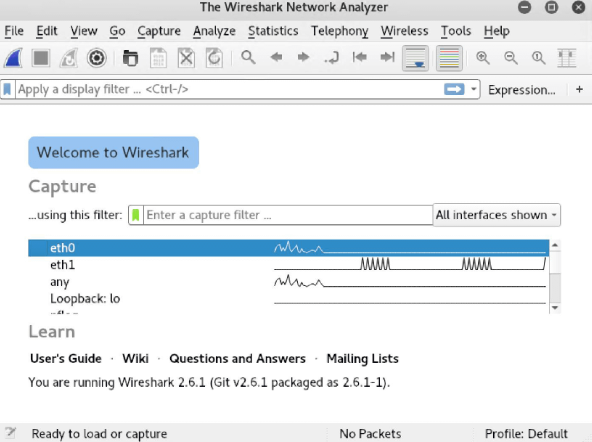 The Wireshark Network Analyzer
File Edit View Go Capture Analyze Statistics Telephony Wireless Tools Help
Apply a display filter ... <Ctrl-/> Expression... +
Welcome to Wireshark
Capture
...using this filter: Enter a capture filter ... All interfaces shown
eth0
eth1
any
Loopback: lo
Learn
User's Guide · Wiki · Questions and Answers · Mailing Lists
You are running Wireshark 2.6.1 (Git v2.6.1 packaged as 2.6.1-1).
Ready to load or capture No Packets Profile: Default